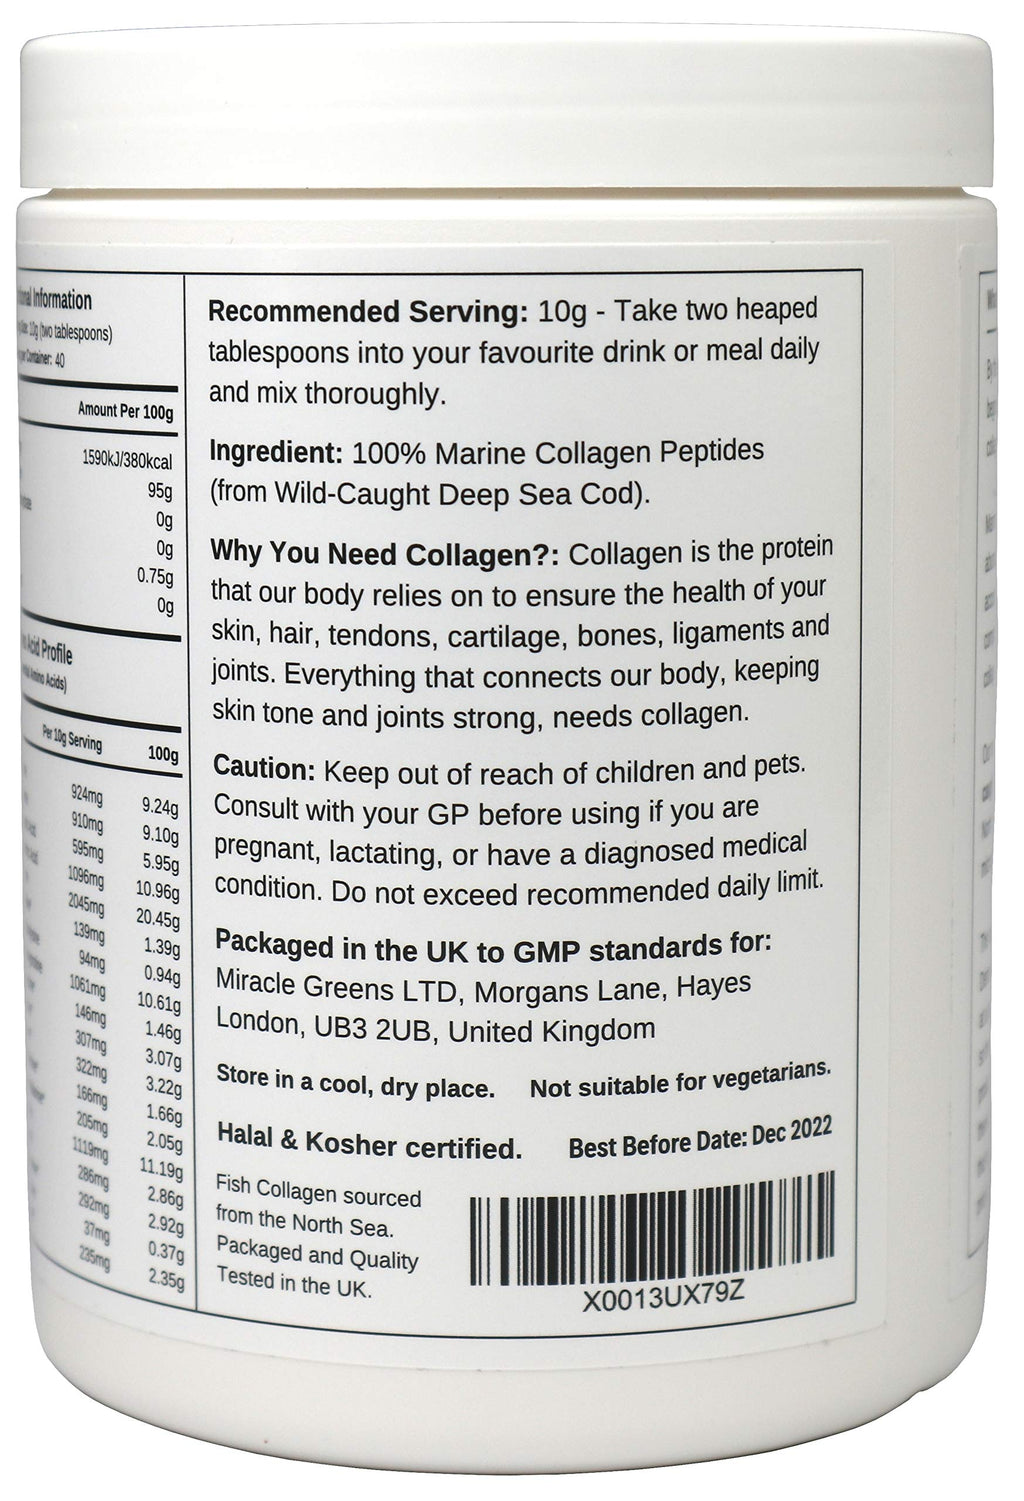 Information
10g (two tablespoons)
Container: 40
Amount Per 100g
1590kJ/380kcal
95g
0g
0g
0.75g
0g
Acid Profile
Amino Acids)
Per 10g Serving 100g
924mg 9.24g
910mg 9.10g
595mg 5.95g
1096mg 10.96g
2045mg 20.45g
139mg 1.39g
94mg 0.94g
1061mg 10.61g
146mg 1.46g
307mg 3.07g
322mg 3.22g
166mg 1.66g
205mg 2.05g
1119mg 11.19g
286mg 2.86g
292mg 2.92g
37mg 0.37g
235mg 2.35g
Recommended Serving: 10g - Take two heaped
tablespoons into your favourite drink or meal daily
and mix thoroughly.
Ingredient: 100% Marine Collagen Peptides
(from Wild-Caught Deep Sea Cod).
Why You Need Collagen?: Collagen is the protein
that our body relies on to ensure the health of your
skin, hair, tendons, cartilage, bones, ligaments and
joints. Everything that connects our body, keeping
skin tone and joints strong, needs collagen.
Caution: Keep out of reach of children and pets.
Consult with your GP before using if you are
pregnant, lactating, or have a diagnosed medical
condition. Do not exceed recommended daily limit.
Packaged in the UK to GMP standards for:
Miracle Greens LTD, Morgans Lane, Hayes
London, UB3 2UB, United Kingdom
Store in a cool, dry place. Not suitable for vegetarians.
Halal & Kosher certified. Best Before Date: Dec 2022
Fish Collagen sourced
from the North Sea.
Packaged and Quality
Tested in the UK.
X0013UX79Z